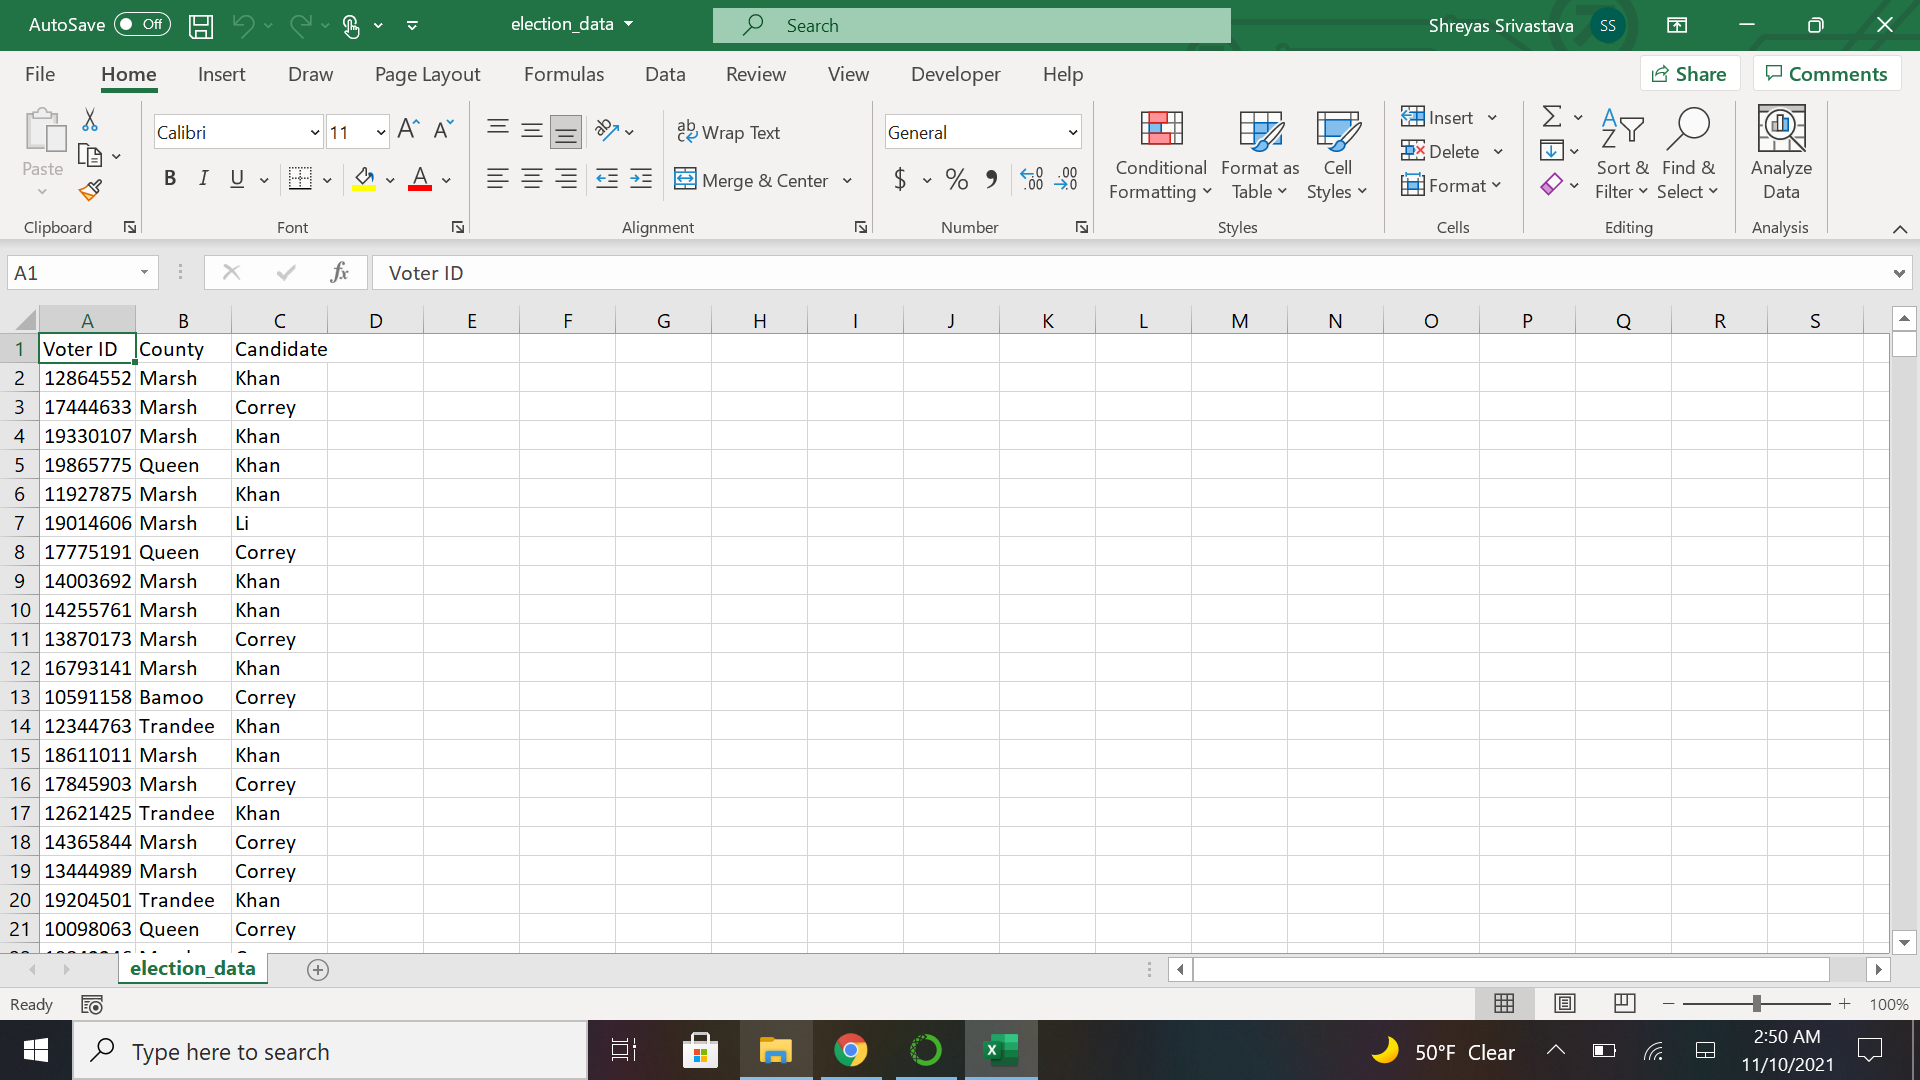 AutoSave Off election_data Search Shreyas Srivastava SS
File Home Insert Draw Page Layout Formulas Data Review View Developer Help Share Comments
Paste
Clipboard
Calibri 11
B I U A
Font
ab Wrap Text
Merge & Center
Alignment
General
$ % 9 .00 .00
Number
Conditional Formatting
Format as Table
Cell Styles
Styles
Insert
Delete
Format
Cells
Sort & Filter
Find & Select
Editing
Analyze Data
Analysis
A1 fx Voter ID
A B C D E F G H I J K L M N O P Q R S
1 Voter ID County Candidate
2 12864552 Marsh Khan
3 17444633 Marsh Correy
4 19330107 Marsh Khan
5 19865775 Queen Khan
6 11927875 Marsh Khan
7 19014606 Marsh Li
8 17775191 Queen Correy
9 14003692 Marsh Khan
10 14255761 Marsh Khan
11 13870173 Marsh Correy
12 16793141 Marsh Khan
13 10591158 Bamoo Correy
14 12344763 Trandee Khan
15 18611011 Marsh Khan
16 17845903 Marsh Correy
17 12621425 Trandee Khan
18 14365844 Marsh Correy
19 13444989 Marsh Correy
20 19204501 Trandee Khan
21 10098063 Queen Correy
election_data
Ready 100%
Type here to search 50°F Clear 2:50 AM
11/10/2021